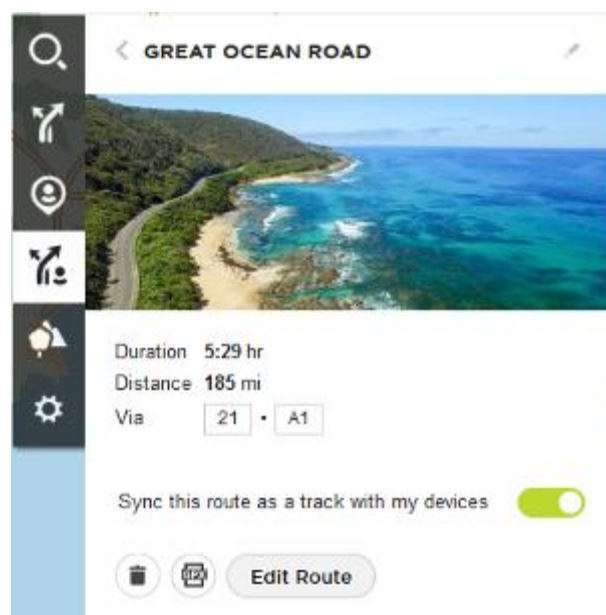 GREAT OCEAN ROAD
Duration 5:29 hr
Distance 185 mi
Via 21 • A1
Sync this route as a track with my devices
GPX
Edit Route